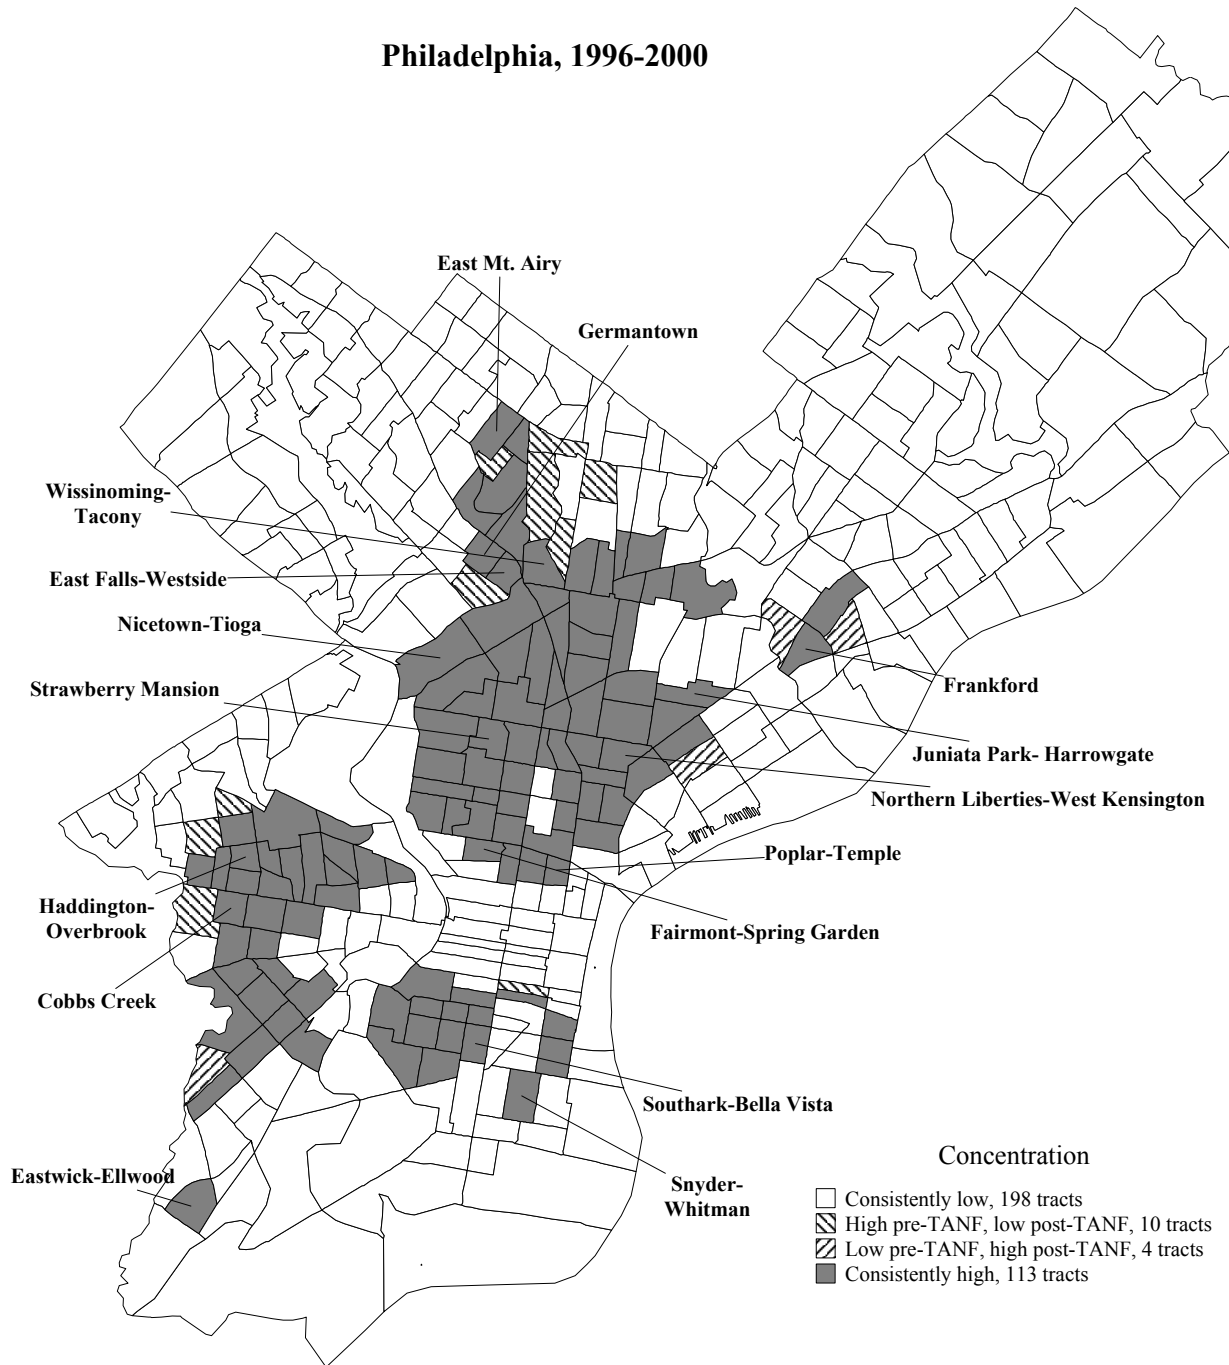 Philadelphia, 1996-2000
East Mt. Airy
Germantown
Wissinoming-
Tacony
East Falls-Westside
Nicetown-Tioga
Strawberry Mansion
Frankford
Juniata Park- Harrowgate
Northern Liberties-West Kensington
Poplar-Temple
Haddington-
Overbrook
Fairmont-Spring Garden
Cobbs Creek
Southark-Bella Vista
Eastwick-Ellwood
Snyder-
Whitman
Concentration
Consistently low, 198 tracts
High pre-TANF, low post-TANF, 10 tracts
Low pre-TANF, high post-TANF, 4 tracts
Consistently high, 113 tracts